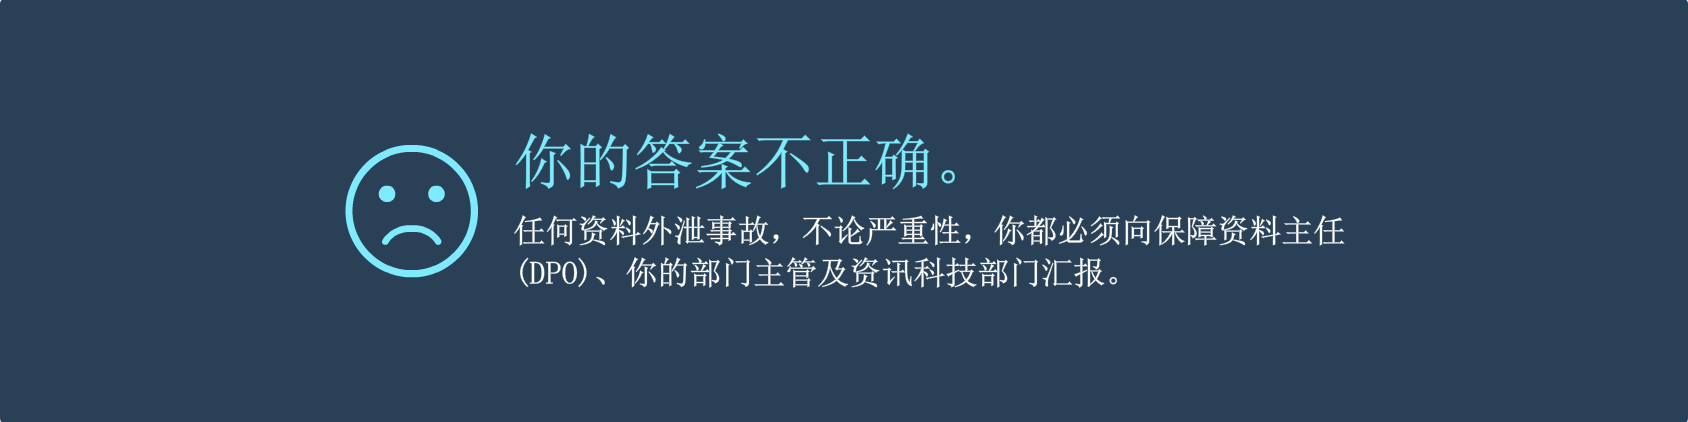 你的答案不正确。
任何资料外泄事故，不论严重性，你都必须向保障资料主任
(DPO)、你的部门主管及资讯科技部门汇报。